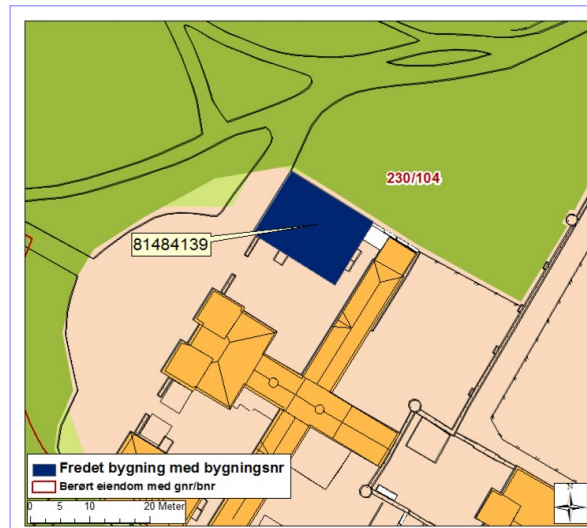 230/104
81484139
Fredet bygning med bygningsnr
Berørt eiendom med gnr/bnr
0 5 10 20 Meter
N